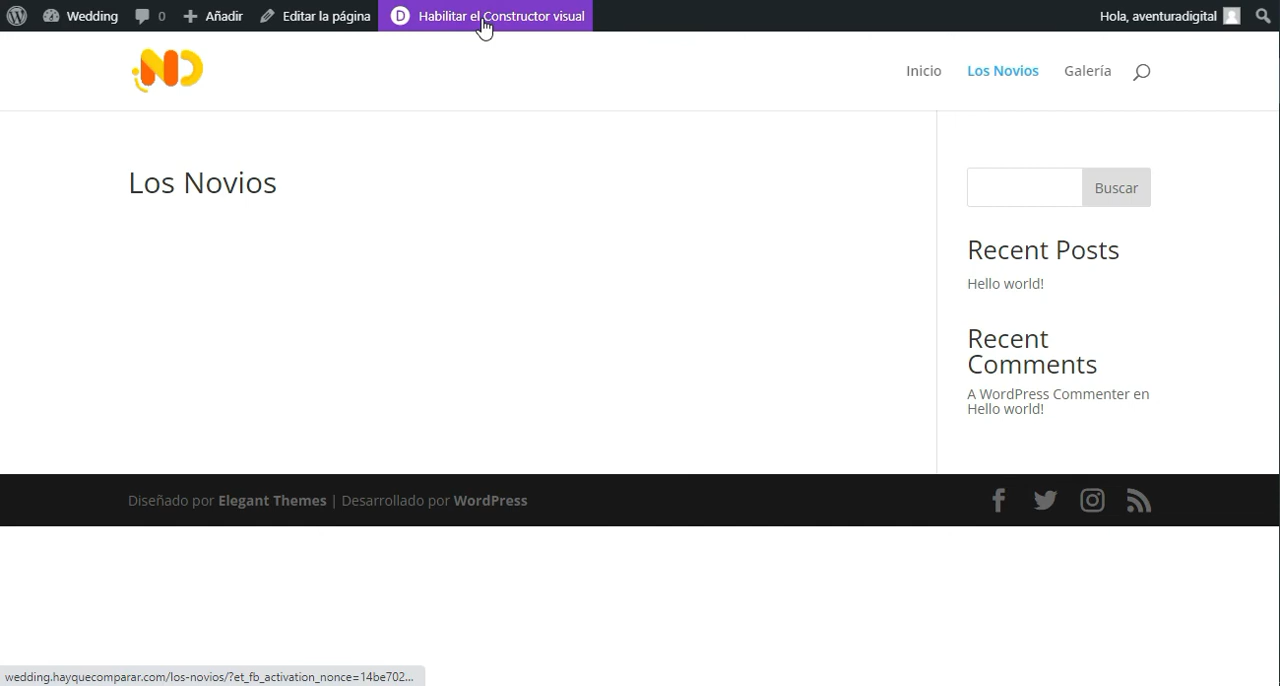 Wedding 0 Añadir Editar la página D Habilitar el Constructor visual Hola, aventuradigital
ND
Inicio Los Novios Galería
Los Novios
Buscar
Recent Posts
Hello world!
Recent
Comments
A WordPress Commenter en
Hello world!
Diseñado por Elegant Themes | Desarrollado por WordPress
wedding.hayquecomparar.com/los-novios/?et_fb_activation_nonce=14be702...